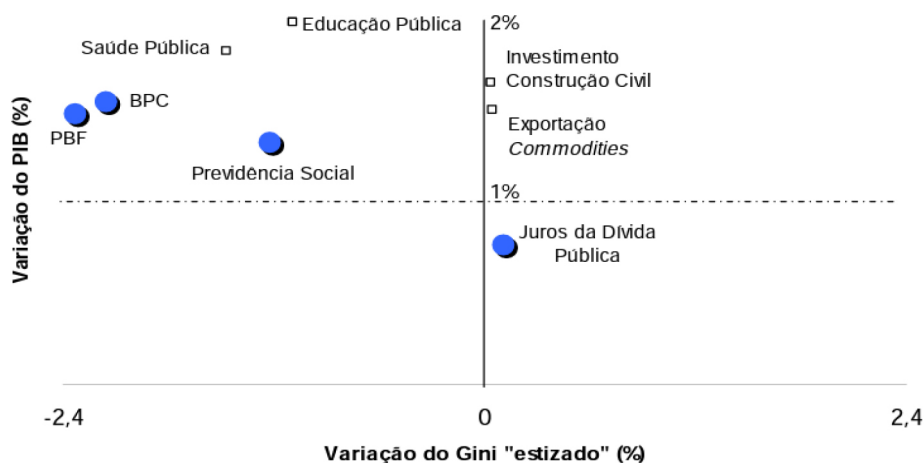 Variação do PIB (%)
2%
Educação Pública
Saúde Pública
Investimento
Construção Civil
BPC
PBF
Exportação
Commodities
Previdência Social
1%
Juros da Dívida
Pública
-2,4
0
2,4
Variação do Gini "estizado" (%)